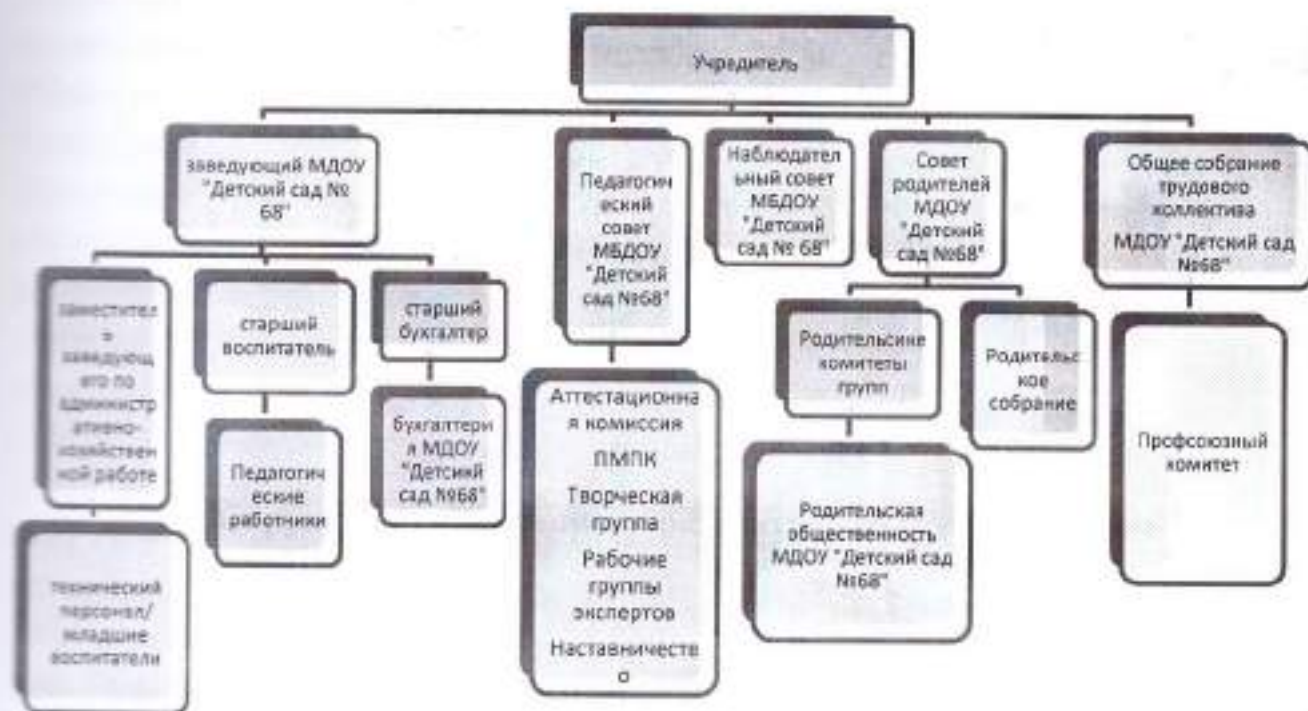 Учредитель
заведующий МДОУ
"Детский сад №
68"
Педагогич
еский
совет
МБДОУ
"Детский
сад №68"
Наблюдател
ьный совет
МБДОУ
"Детский
сад № 68"
Совет
родителей
МДОУ
"Детский
сад №68"
Общее собрание
трудового
коллектива
МДОУ "Детский сад
№68"
заместител
ь
заведующ
его по
администр
ативно-
хозяйствен
ной работе
старший
воспитатель
старший
бухгалтер
Родительские
комитеты
групп
Родительс
кое
собрание
Профсоюзный
комитет
Педагогич
еские
работники
бухгалтери
я МДОУ
"Детский
сад №68"
Аттестационна
я комиссия
ПМПК
Творческая
группа
Рабочие
группы
экспертов
Наставничест
во
Родительская
общественность
МДОУ "Детский сад
№68"
технический
персонал/
младшие
воспитатели